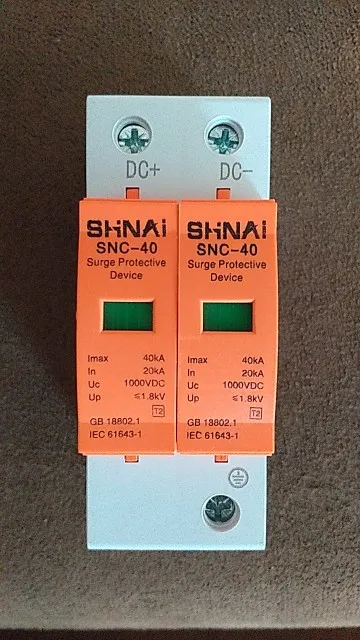 DC+ DC-
SHNAi SHNAi
SNC-40 SNC-40
Surge Protective Surge Protective
Device Device
Imax 40kA Imax 40kA
In 20kA In 20kA
Uc 1000VDC Uc 1000VDC
Up ≤1.8kV Up ≤1.8kV
T2 T2
GB 18802.1 GB 18802.1
IEC 61643-1 IEC 61643-1